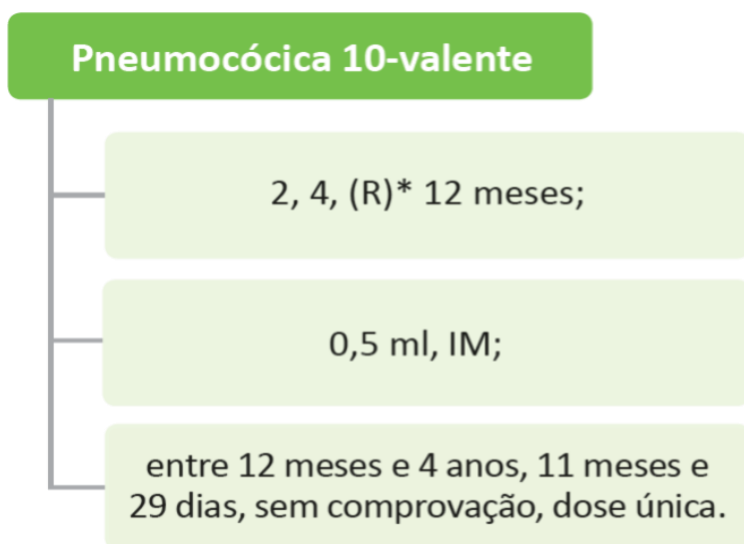 Pneumocócica 10-valente
2, 4, (R)* 12 meses;
0,5 ml, IM;
entre 12 meses e 4 anos, 11 meses e
29 dias, sem comprovação, dose única.